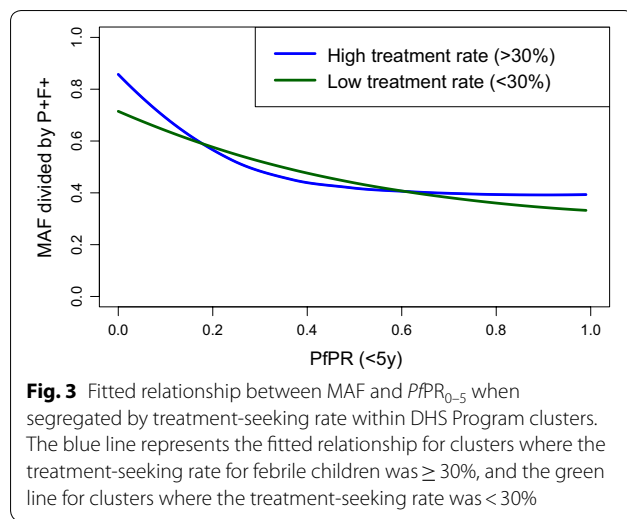 MAF divided by P+F+
1.0
0.8
0.6
0.4
0.2
0.0
High treatment rate (>30%)
Low treatment rate (<30%)
0.0 0.2 0.4 0.6 0.8 1.0
PfPR (<5y)
Fig. 3 Fitted relationship between MAF and PfPR0–5 when
segregated by treatment-seeking rate within DHS Program clusters.
The blue line represents the fitted relationship for clusters where the
treatment-seeking rate for febrile children was ≥ 30%, and the green
line for clusters where the treatment-seeking rate was < 30%